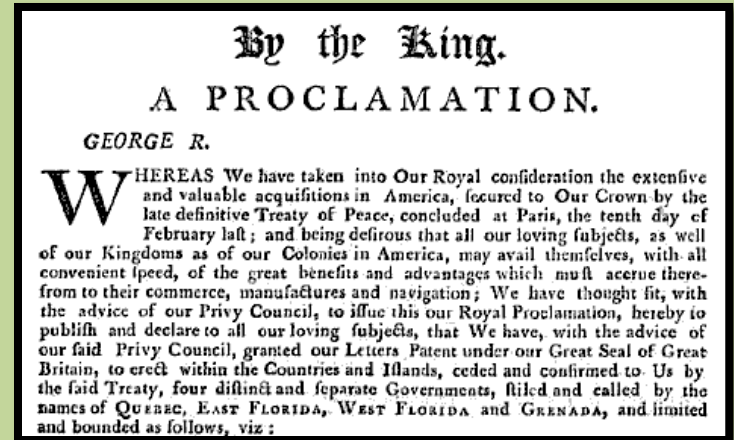 By the King.
A PROCLAMATION.
GEORGE R.
WHEREAS We have taken into Our Royal conſideration the extenſive
and valuable acquiſitions in America, ſecured to Our Crown by the
late definitive Treaty of Peace, concluded at Paris, the tenth day of
February laſt; and being deſirous that all our loving ſubjects, as well
of our Kingdoms as of our Colonies in America, may avail themſelves, with all
convenient ſpeed, of the great benefits and advantages which muſt accrue there-
from to their commerce, manufactures and navigation; We have thought fit, with
the advice of our Privy Council, to iſſue this our Royal Proclamation, hereby to
publiſh and declare to all our loving ſubjects, that We have, with the advice of
our ſaid Privy Council, granted our Letters Patent under our Great Seal of Great
Britain, to erect within the Countries and Iſlands, ceded and confirmed to Us by
the ſaid Treaty, four diſtinct and ſeparate Governments, ſtiled and called by the
names of QUEBEC, EAST FLORIDA, WEST FLORIDA and GRENADA, and limited
and bounded as follows, viz: